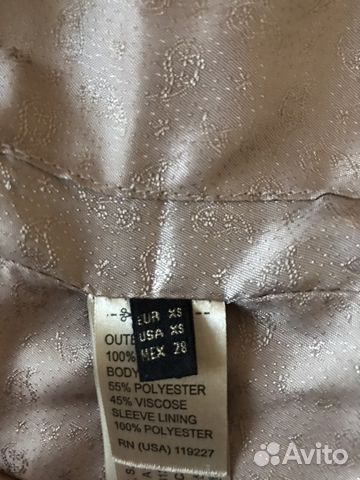 EUR XS
USA XS
MEX 28
OUTE
100%
BODY
55% POLYESTER
45% VISCOSE
SLEEVE LINING
100% POLYESTER
RN (USA) 119227
Avito